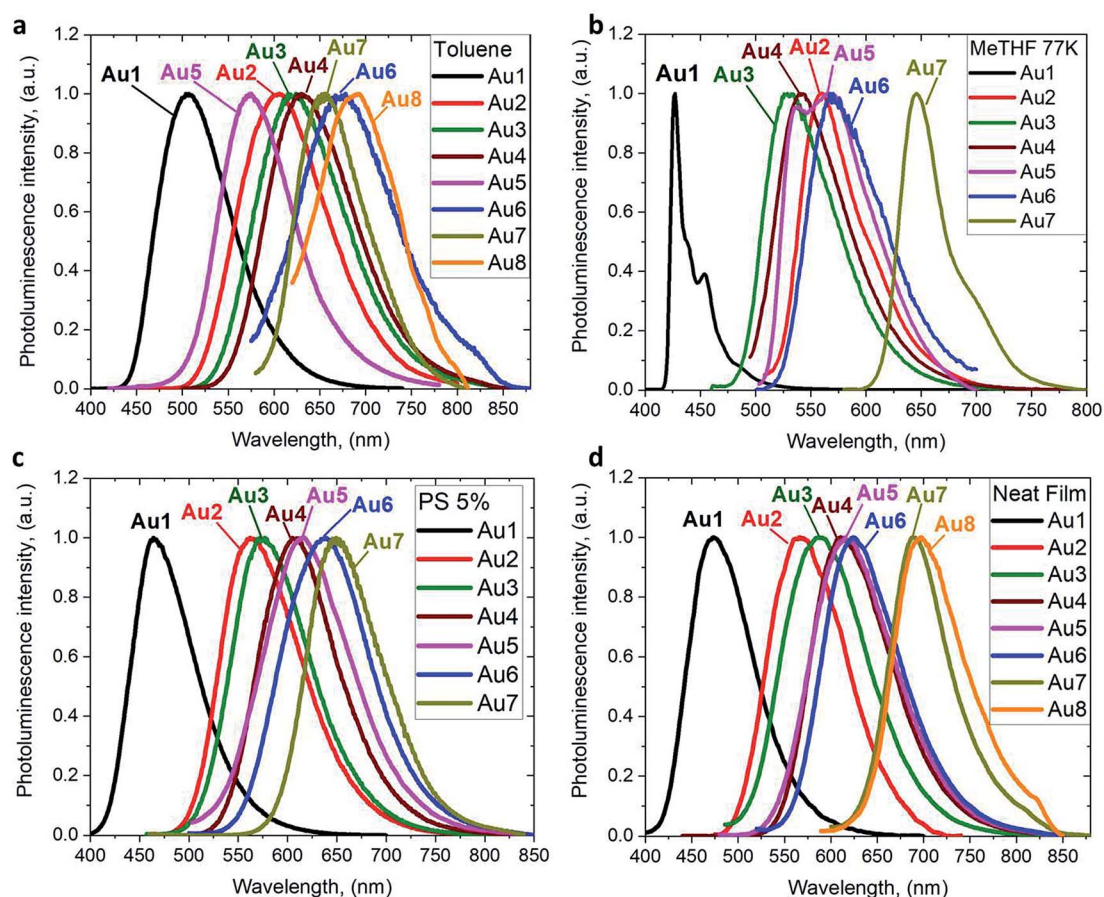 a
Au1
Au5
Au2
Au3
Au4
Au7
Au6
Au8
Toluene
Au1
Au2
Au3
Au4
Au5
Au6
Au7
Au8
Photoluminescence intensity, (a.u.)
1.2
1.0
0.8
0.6
0.4
0.2
0.0
400 450 500 550 600 650 700 750 800 850
Wavelength, (nm)
b
Au1
Au3
Au4
Au2
Au5
Au6
Au7
MeTHF 77K
Au1
Au2
Au3
Au4
Au5
Au6
Au7
Photoluminescence intensity, (a.u.)
1.2
1.0
0.8
0.6
0.4
0.2
0.0
400 450 500 550 600 650 700 750 800
Wavelength, (nm)
c
Au1
Au2
Au3
Au4
Au5
Au6
Au7
PS 5%
Au1
Au2
Au3
Au4
Au5
Au6
Au7
Photoluminescence intensity, (a.u.)
1.2
1.0
0.8
0.6
0.4
0.2
0.0
400 450 500 550 600 650 700 750 800 850
Wavelength, (nm)
d
Au1
Au2
Au3
Au4
Au5
Au6
Au7
Au8
Neat Film
Au1
Au2
Au3
Au4
Au5
Au6
Au7
Au8
Photoluminescence intensity, (a.u.)
1.2
1.0
0.8
0.6
0.4
0.2
0.0
400 450 500 550 600 650 700 750 800 850
Wavelength, (nm)